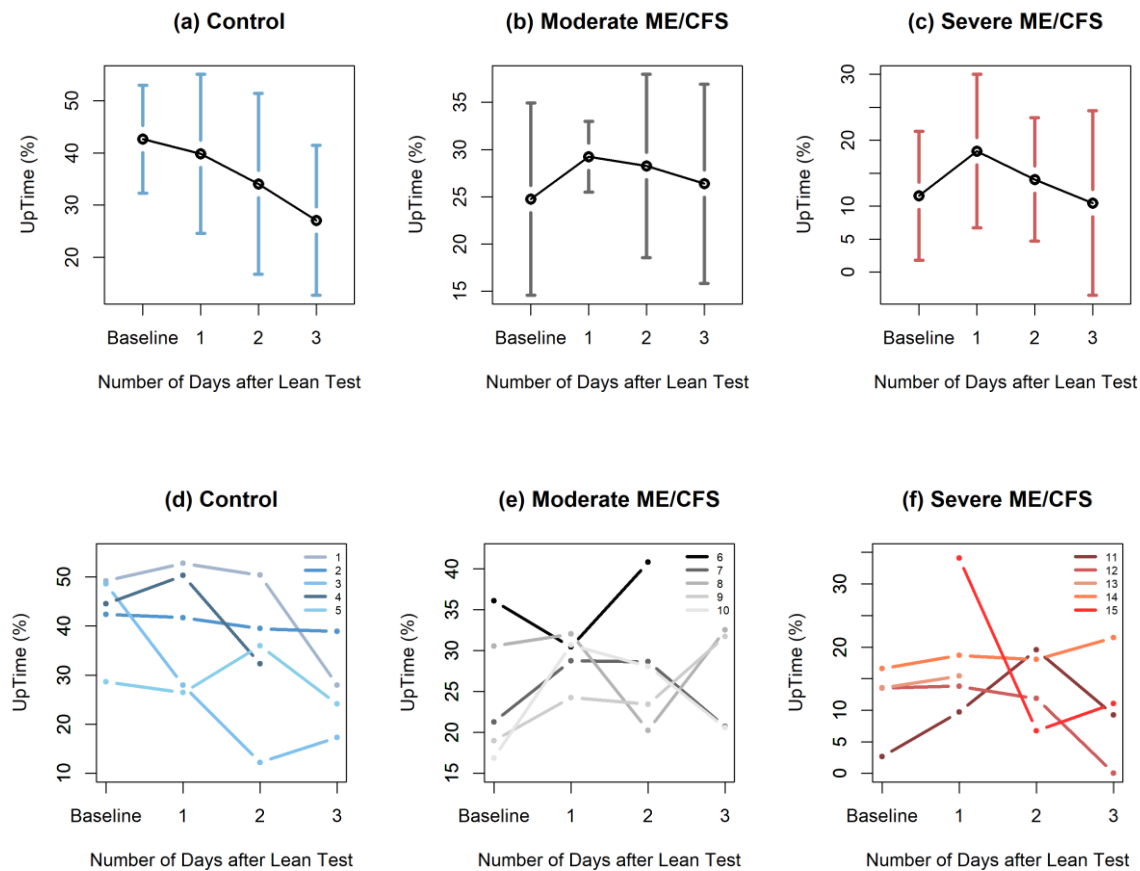 (a) Control
(b) Moderate ME/CFS
(c) Severe ME/CFS
UpTime (%)
50
40
30
20
Baseline 1 2 3
Number of Days after Lean Test
UpTime (%)
35
30
25
20
15
Baseline 1 2 3
Number of Days after Lean Test
UpTime (%)
30
20
10
5
0
Baseline 1 2 3
Number of Days after Lean Test
(d) Control
(e) Moderate ME/CFS
(f) Severe ME/CFS
UpTime (%)
50
40
30
20
10
1
2
3
4
5
Baseline 1 2 3
Number of Days after Lean Test
UpTime (%)
40
35
30
25
20
15
6
7
8
9
10
Baseline 1 2 3
Number of Days after Lean Test
UpTime (%)
30
20
10
5
0
11
12
13
14
15
Baseline 1 2 3
Number of Days after Lean Test